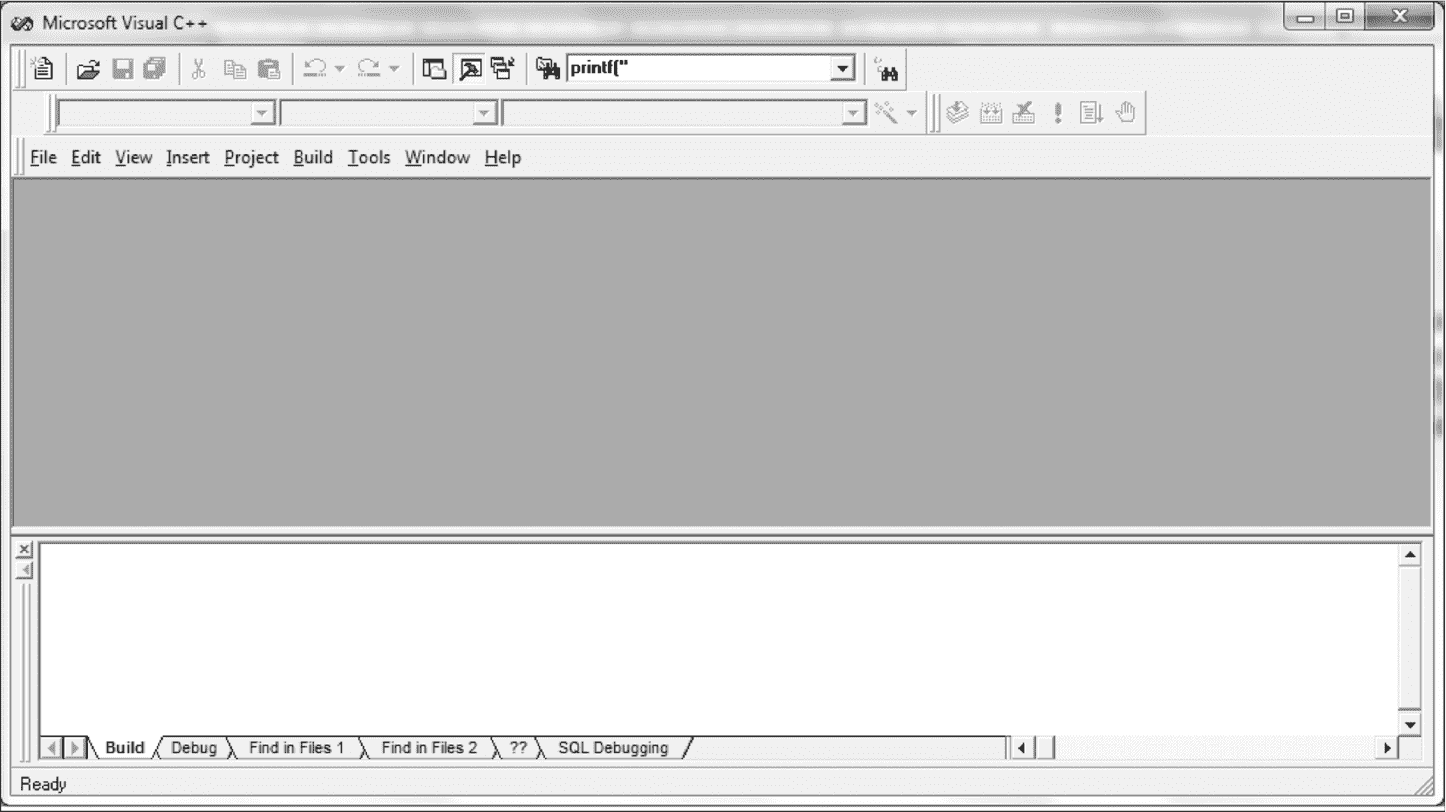 Microsoft Visual C++
printf("
File Edit View Insert Project Build Tools Window Help
Build Debug Find in Files 1 Find in Files 2 ?? SQL Debugging
Ready